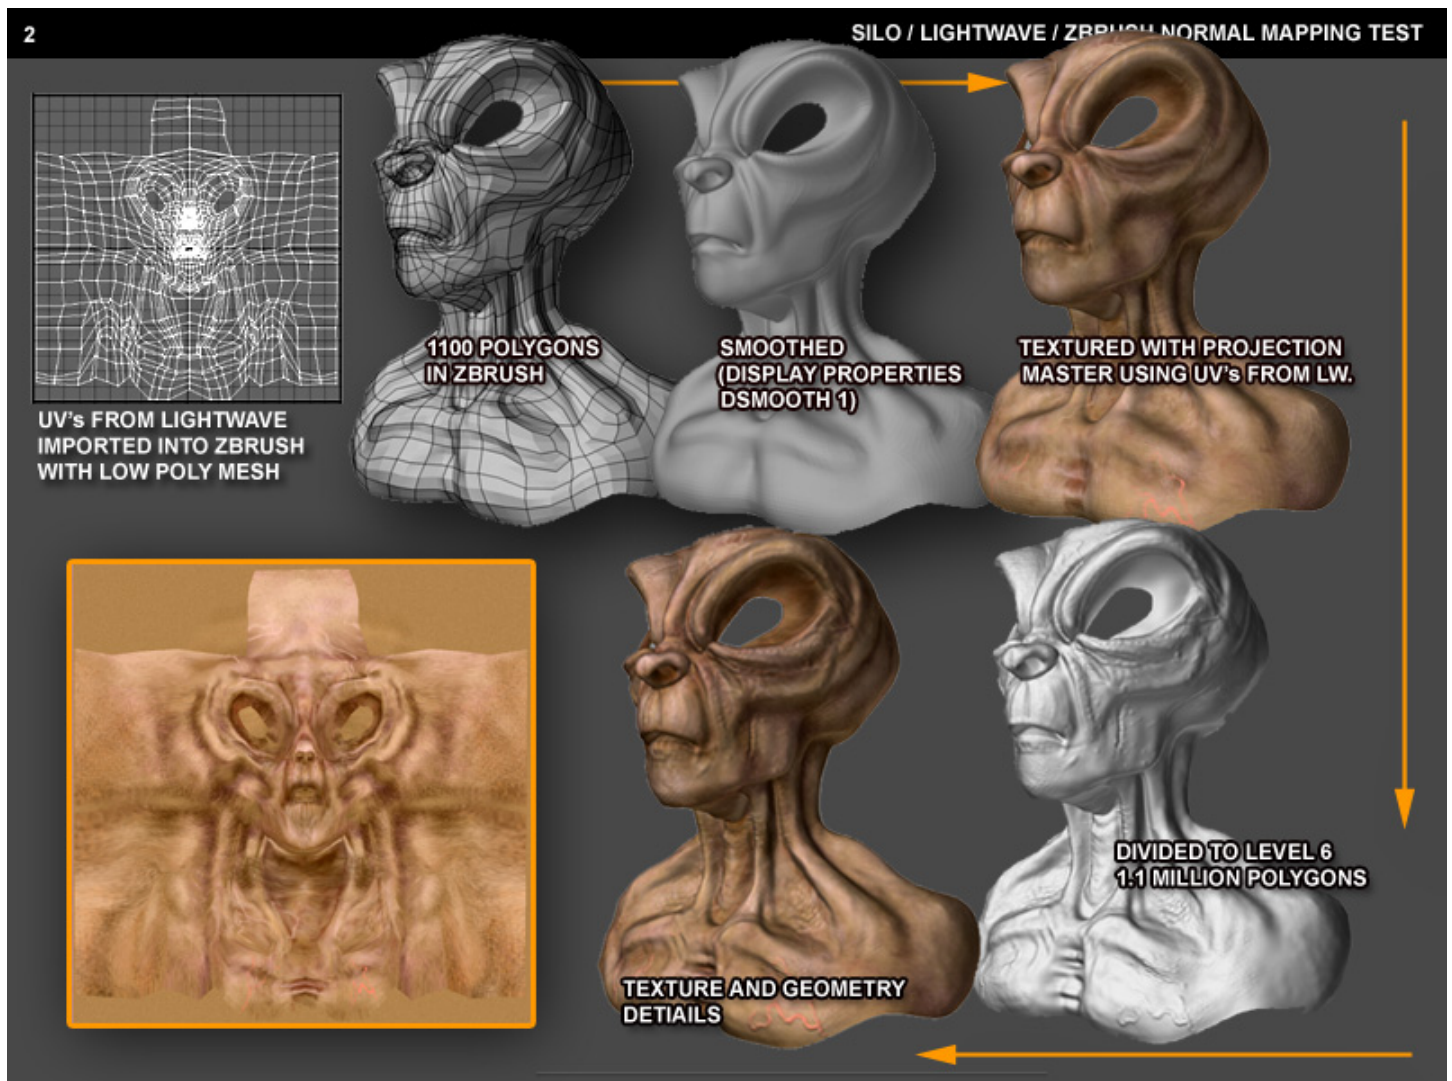 2
SILO / LIGHTWAVE / ZBRUSH NORMAL MAPPING TEST
UV's FROM LIGHTWAVE
IMPORTED INTO ZBRUSH
WITH LOW POLY MESH
1100 POLYGONS
IN ZBRUSH
SMOOTHED
(DISPLAY PROPERTIES
DSMOOTH 1)
TEXTURED WITH PROJECTION
MASTER USING UV's FROM LW.
DIVIDED TO LEVEL 6
1.1 MILLION POLYGONS
TEXTURE AND GEOMETRY
DETIAILS